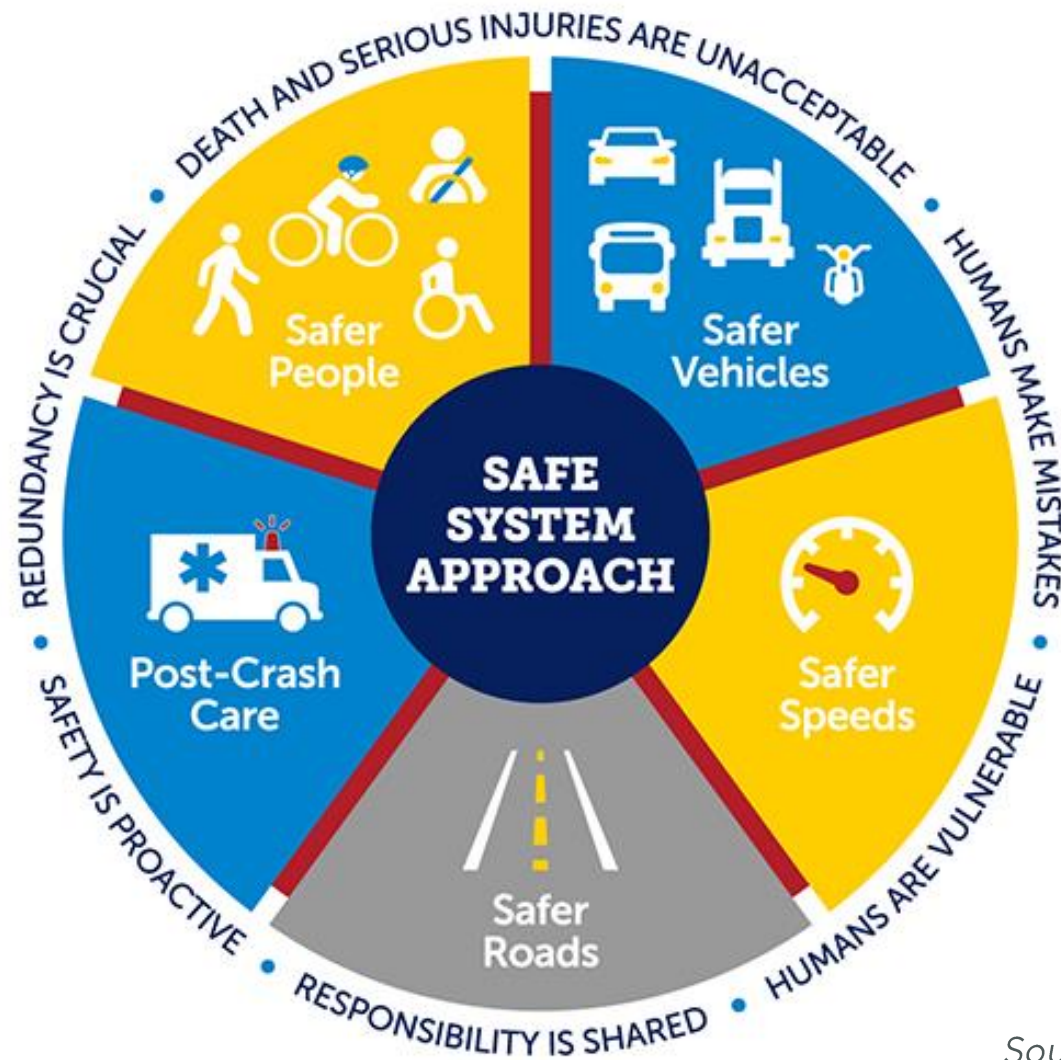 DEATH AND SERIOUS INJURIES ARE UNACCEPTABLE
HUMANS MAKE MISTAKES
HUMANS ARE VULNERABLE
RESPONSIBILITY IS SHARED
SAFETY IS PROACTIVE
REDUNDANCY IS CRUCIAL
Safer
People
Safer
Vehicles
SAFE
SYSTEM
APPROACH
Post-Crash
Care
Safer
Speeds
Safer
Roads